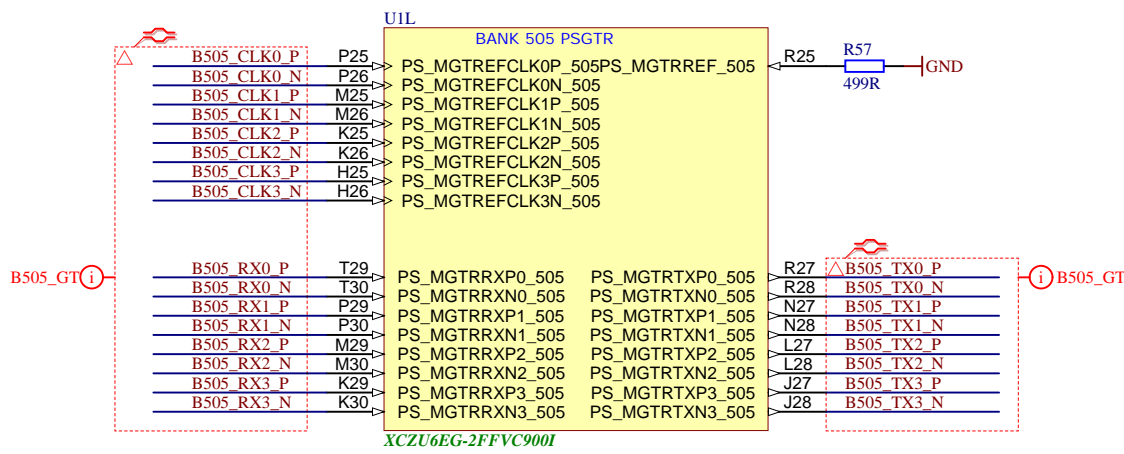 U1L
BANK 505 PSGTR
B505_CLK0_P P25 PS_MGTREFCLK0P_505 PS_MGTRREF_505 R25 R57 499R GND
B505_CLK0_N P26 PS_MGTREFCLK0N_505
B505_CLK1_P M25 PS_MGTREFCLK1P_505
B505_CLK1_N M26 PS_MGTREFCLK1N_505
B505_CLK2_P K25 PS_MGTREFCLK2P_505
B505_CLK2_N K26 PS_MGTREFCLK2N_505
B505_CLK3_P H25 PS_MGTREFCLK3P_505
B505_CLK3_N H26 PS_MGTREFCLK3N_505
B505_GT i
B505_RX0_P T29 PS_MGTRRXP0_505 PS_MGTRTXP0_505 R27 B505_TX0_P
B505_RX0_N T30 PS_MGTRRXN0_505 PS_MGTRTXN0_505 R28 B505_TX0_N
B505_RX1_P P29 PS_MGTRRXP1_505 PS_MGTRTXP1_505 N27 B505_TX1_P
B505_RX1_N P30 PS_MGTRRXN1_505 PS_MGTRTXN1_505 N28 B505_TX1_N
B505_RX2_P M29 PS_MGTRRXP2_505 PS_MGTRTXP2_505 L27 B505_TX2_P
B505_RX2_N M30 PS_MGTRRXN2_505 PS_MGTRTXN2_505 L28 B505_TX2_N
B505_RX3_P K29 PS_MGTRRXP3_505 PS_MGTRTXP3_505 J27 B505_TX3_P
B505_RX3_N K30 PS_MGTRRXN3_505 PS_MGTRTXN3_505 J28 B505_TX3_N
i B505_GT
XCZU6EG-2FFVC900I